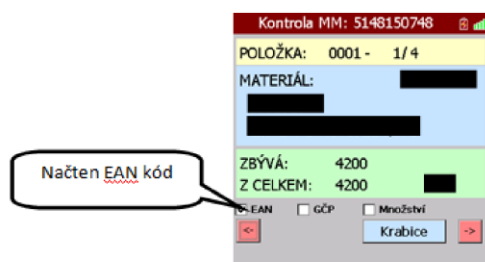 Kontrola MM: 5148150748
POLOŽKA: 0001 - 1/ 4
MATERIÁL:
Načten EAN kód
ZBÝVÁ: 4200
Z CELKEM: 4200
EAN GČP Množství
<- Krabice ->